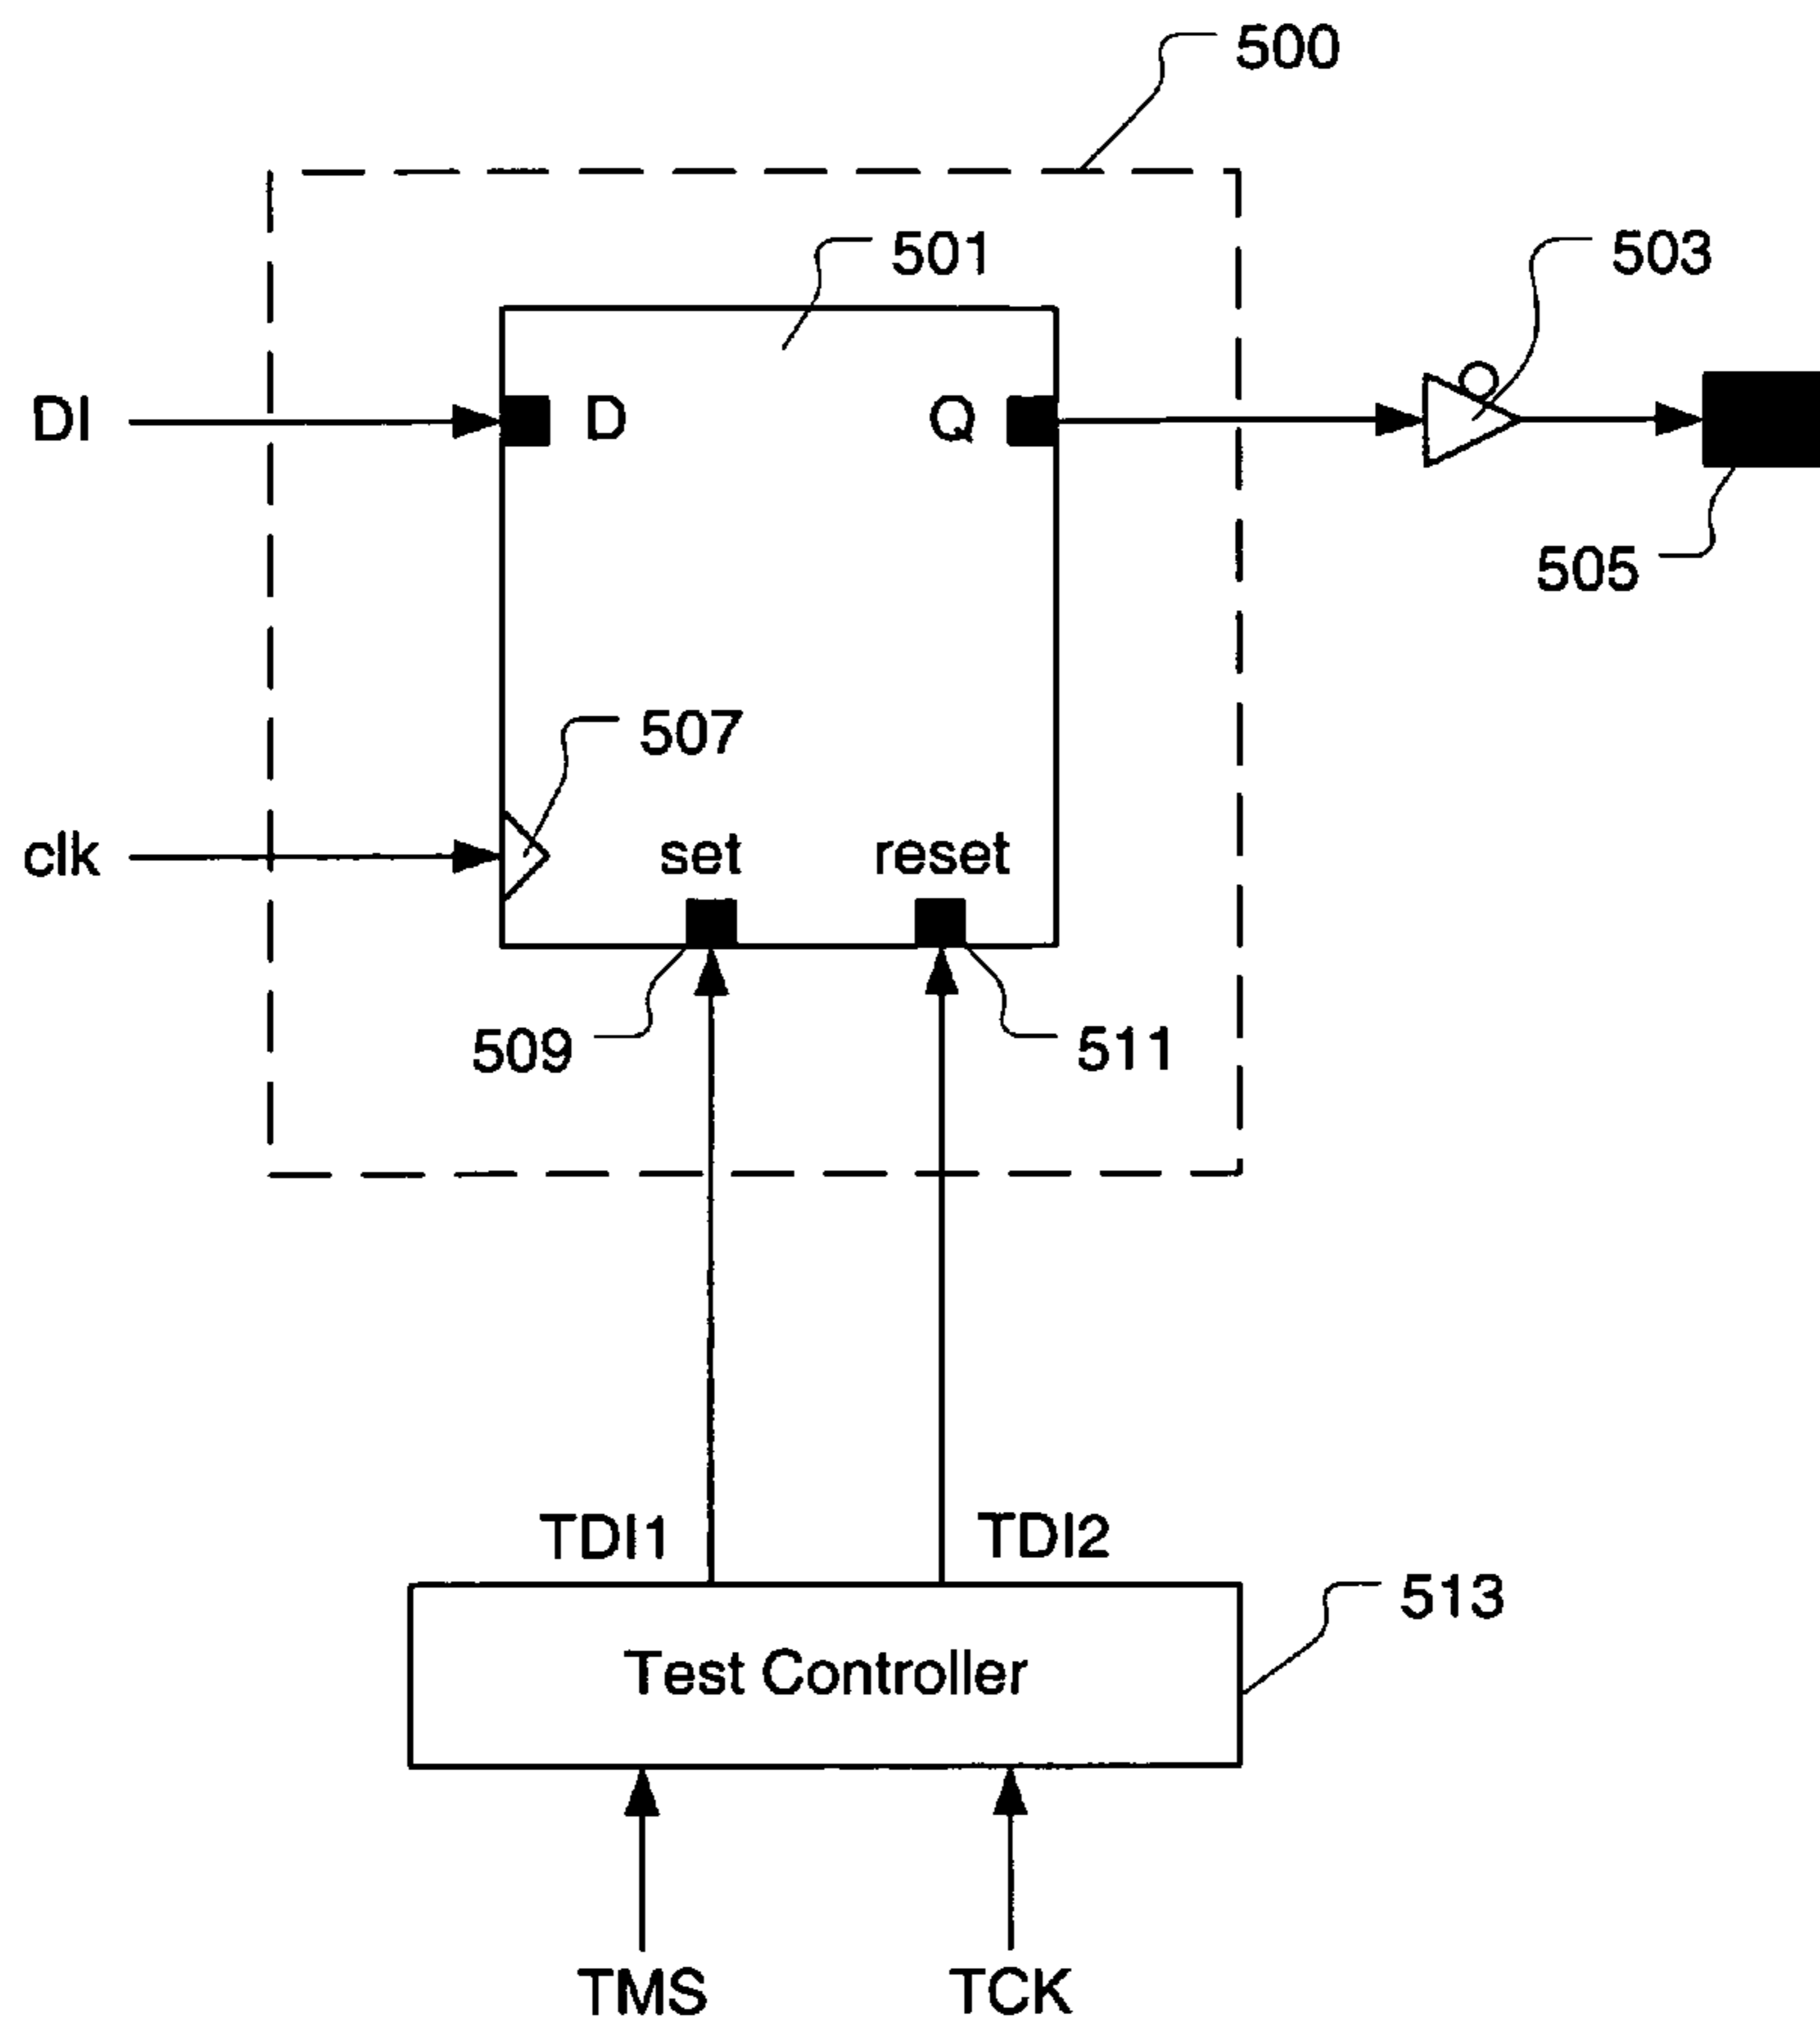 500
501
503
DI
D
Q
505
507
clk
set
reset
509
511
TDI1
TDI2
513
Test Controller
TMS
TCK